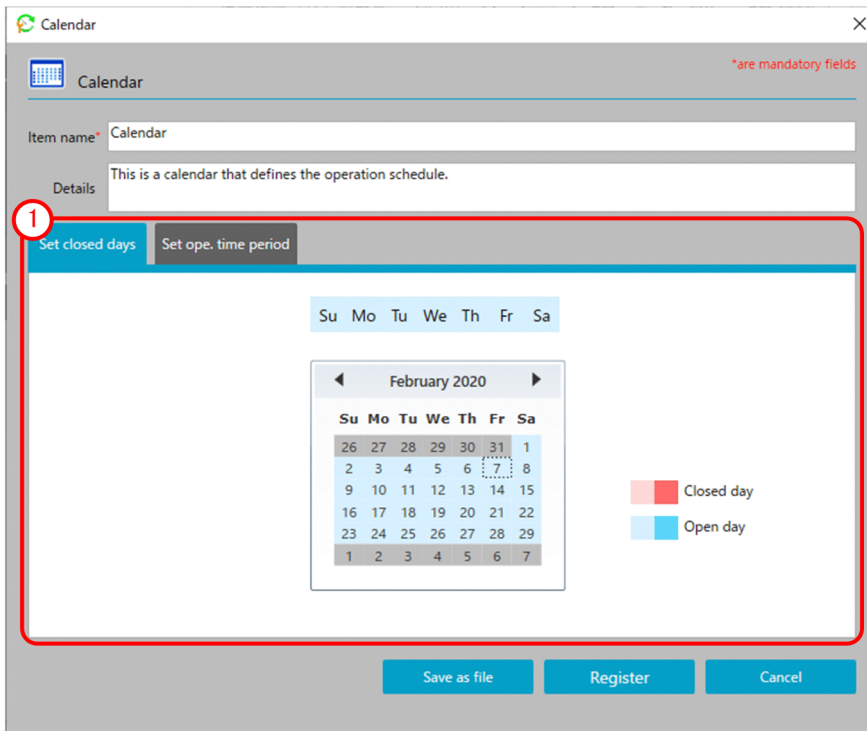 Calendar
*are mandatory fields
Calendar
Item name* Calendar
Details This is a calendar that defines the operation schedule.
1
Set closed days Set ope. time period
Su Mo Tu We Th Fr Sa
February 2020
Su Mo Tu We Th Fr Sa
26 27 28 29 30 31 1
2 3 4 5 6 7 8
9 10 11 12 13 14 15
16 17 18 19 20 21 22
23 24 25 26 27 28 29
1 2 3 4 5 6 7
Closed day
Open day
Save as file Register Cancel